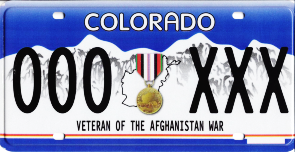 COLORADO
000 XXX
VETERAN OF THE AFGHANISTAN WAR